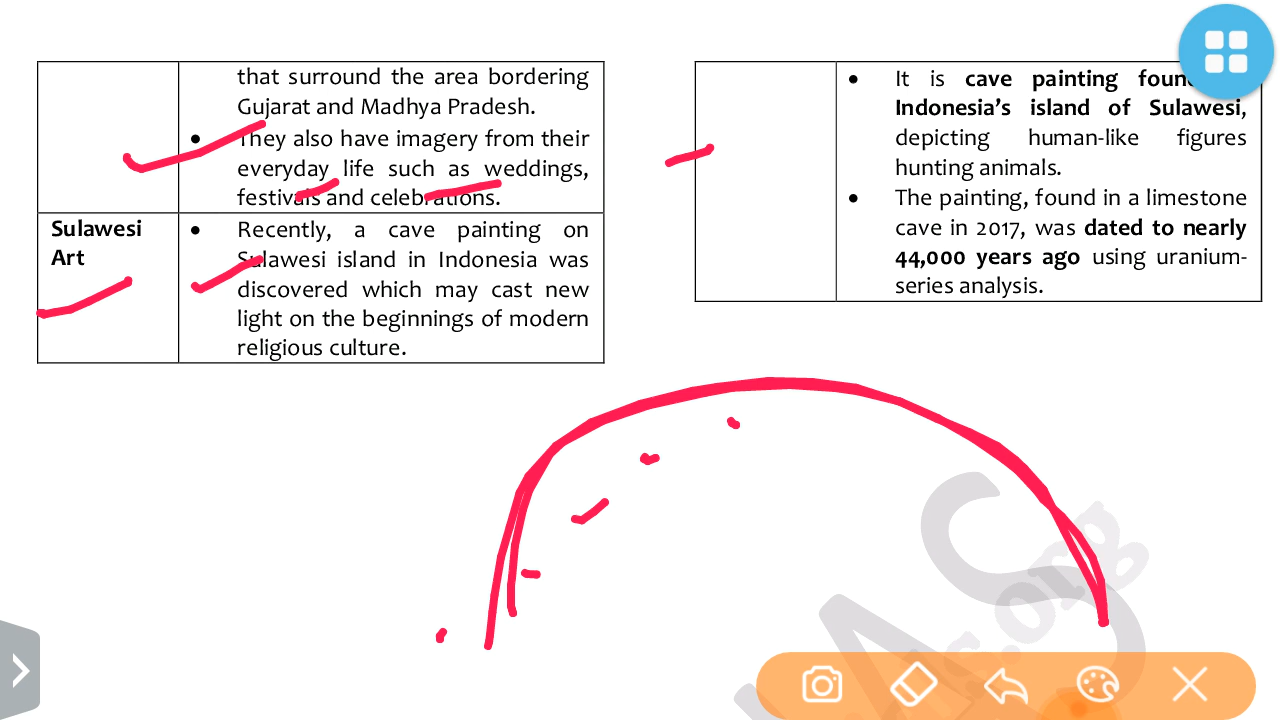 that surround the area bordering
Gujarat and Madhya Pradesh.
• They also have imagery from their
everyday life such as weddings,
festivals and celebrations.
Sulawesi
Art
• Recently, a cave painting on
Sulawesi island in Indonesia was
discovered which may cast new
light on the beginnings of modern
religious culture.
• It is cave painting
Indonesia's island of Sulawesi,
depicting human-like figures
hunting animals.
• The painting, found in a limestone
cave in 2017, was dated to nearly
44,000 years ago using uranium-
series analysis.